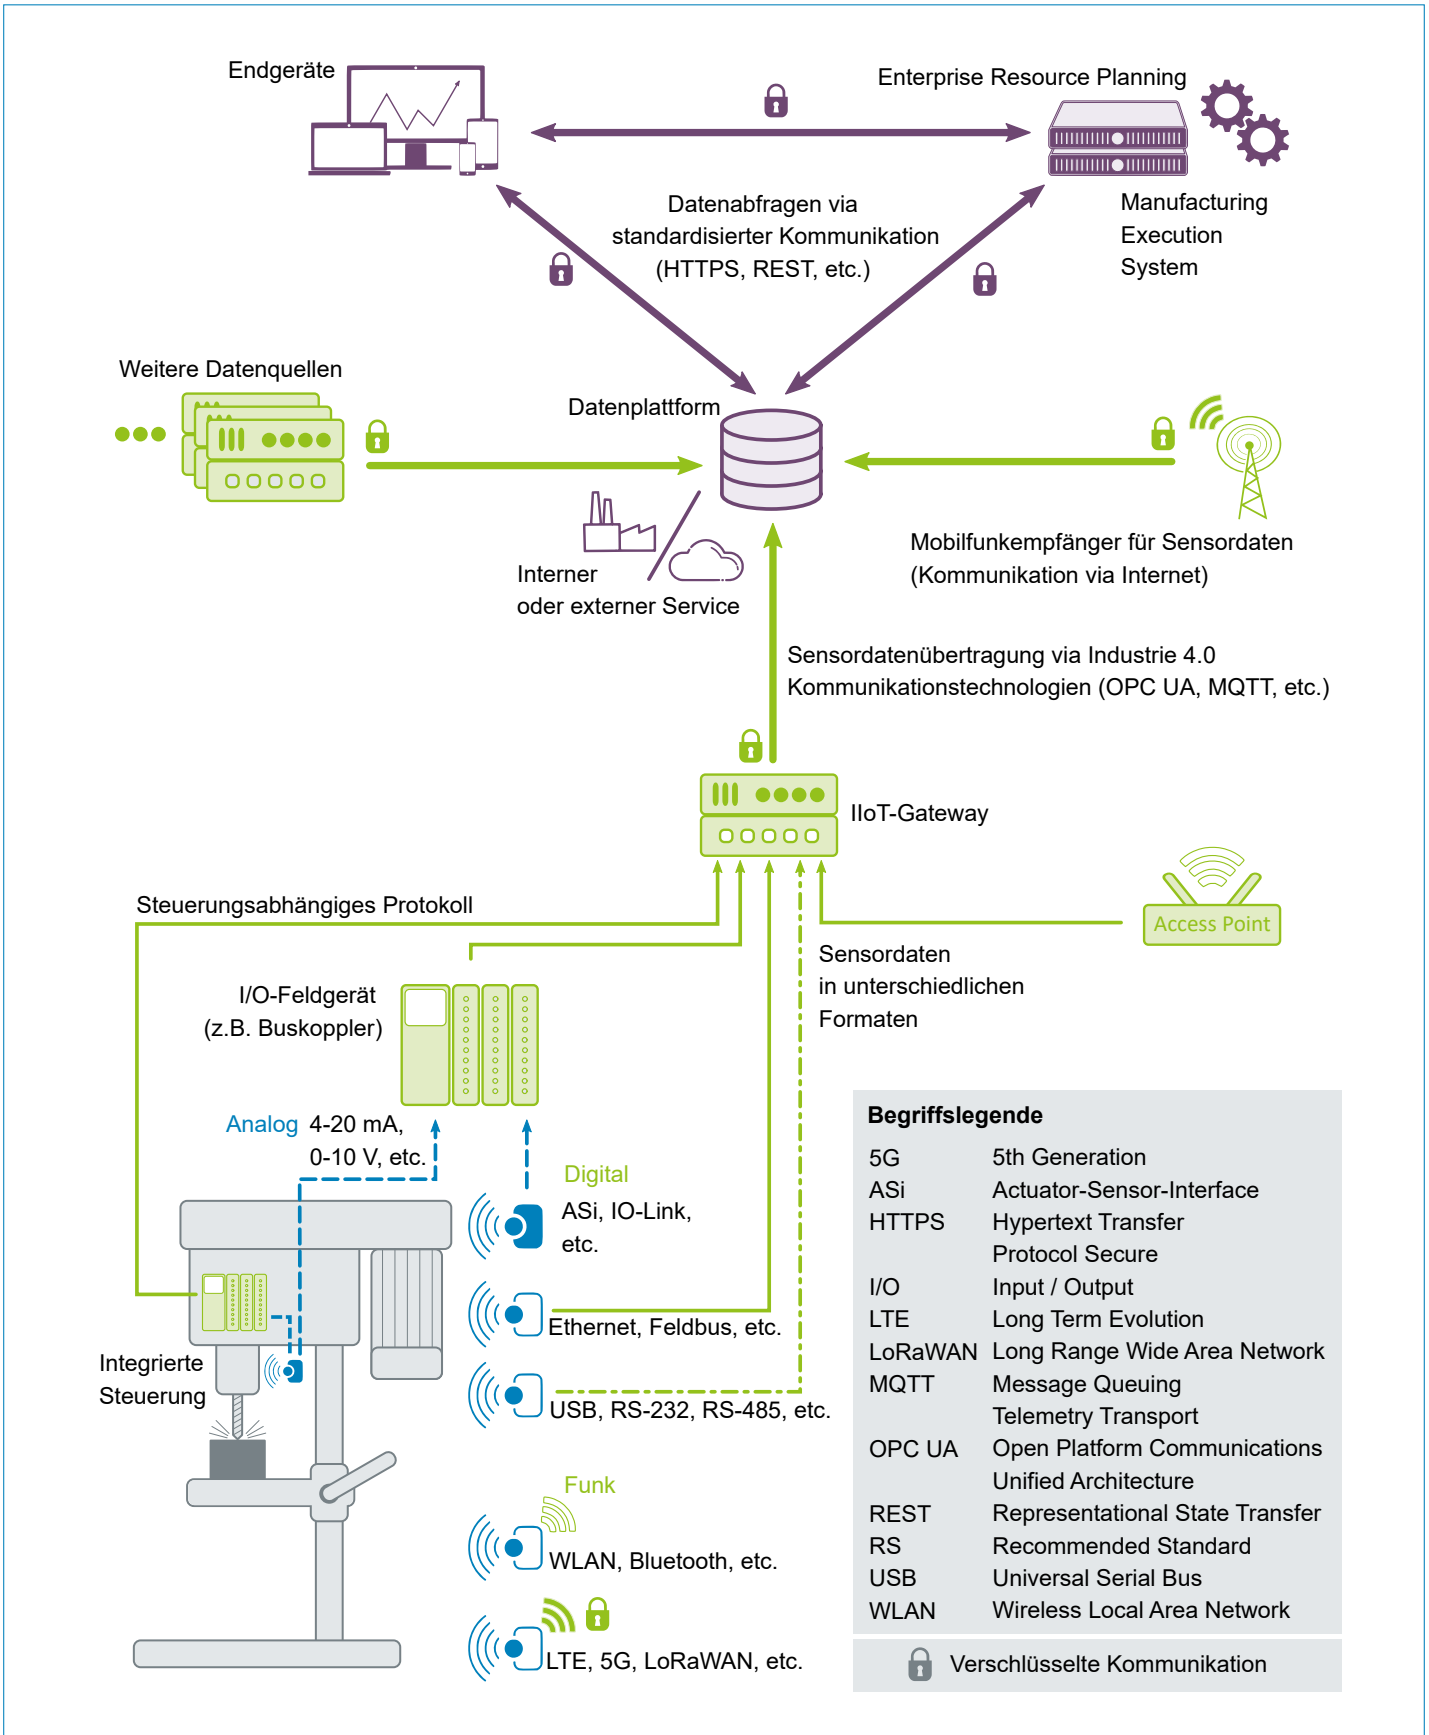 Endgeräte
Enterprise Resource Planning
Manufacturing
Execution
System
Datenabfragen via
standardisierter Kommunikation
(HTTPS, REST, etc.)
Weitere Datenquellen
Datenplattform
Interner
oder externer Service
Mobilfunkempfänger für Sensordaten
(Kommunikation via Internet)
Sensordatenübertragung via Industrie 4.0
Kommunikationstechnologien (OPC UA, MQTT, etc.)
IIoT-Gateway
Steuerungsabhängiges Protokoll
Access Point
Sensordaten
in unterschiedlichen
Formaten
I/O-Feldgerät
(z.B. Buskoppler)
Analog 4-20 mA,
0-10 V, etc.
Digital
ASi, IO-Link,
etc.
Ethernet, Feldbus, etc.
Integrierte
Steuerung
USB, RS-232, RS-485, etc.
Funk
WLAN, Bluetooth, etc.
LTE, 5G, LoRaWAN, etc.
Begriffslegende
5G 5th Generation
ASi Actuator-Sensor-Interface
HTTPS Hypertext Transfer
Protocol Secure
I/O Input / Output
LTE Long Term Evolution
LoRaWAN Long Range Wide Area Network
MQTT Message Queuing
Telemetry Transport
OPC UA Open Platform Communications
Unified Architecture
REST Representational State Transfer
RS Recommended Standard
USB Universal Serial Bus
WLAN Wireless Local Area Network
Verschlüsselte Kommunikation